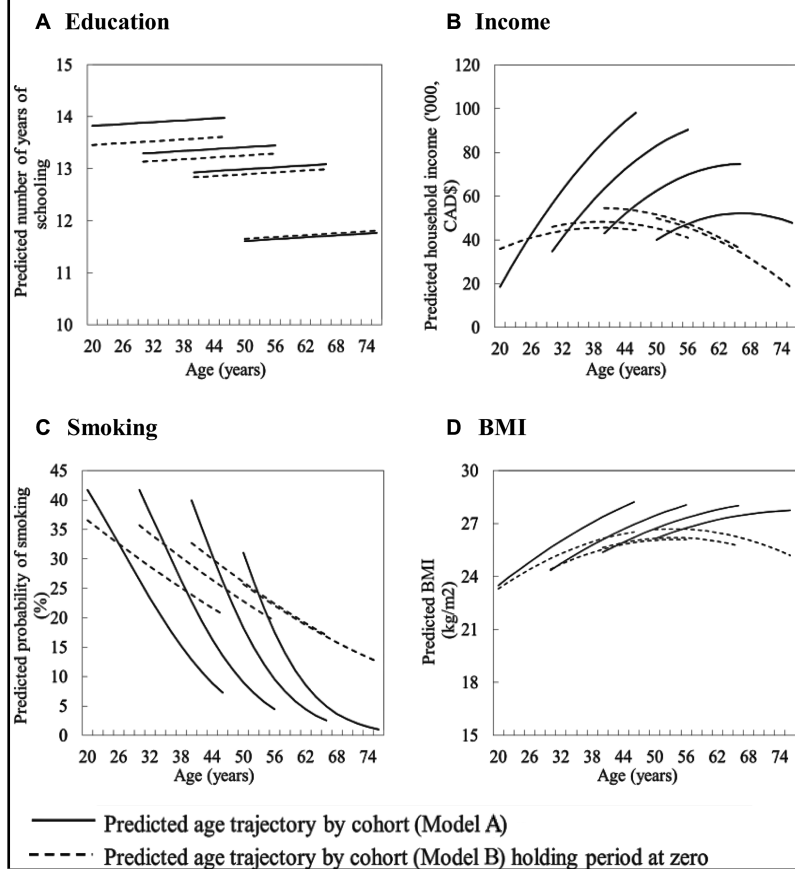 A Education
Predicted number of years of
schooling
15
14
13
12
11
10
20 26 32 38 44 50 56 62 68 74
Age (years)
B Income
Predicted household income ('000,
CAD$)
120
100
80
60
40
20
0
20 26 32 38 44 50 56 62 68 74
Age (years)
C Smoking
Predicted probability of smoking
(%)
45
40
35
30
25
20
15
10
5
0
20 26 32 38 44 50 56 62 68 74
Age (years)
D BMI
Predicted BMI
(kg/m2)
30
27
24
21
18
15
20 26 32 38 44 50 56 62 68 74
Age (years)
Predicted age trajectory by cohort (Model A)
Predicted age trajectory by cohort (Model B) holding period at zero